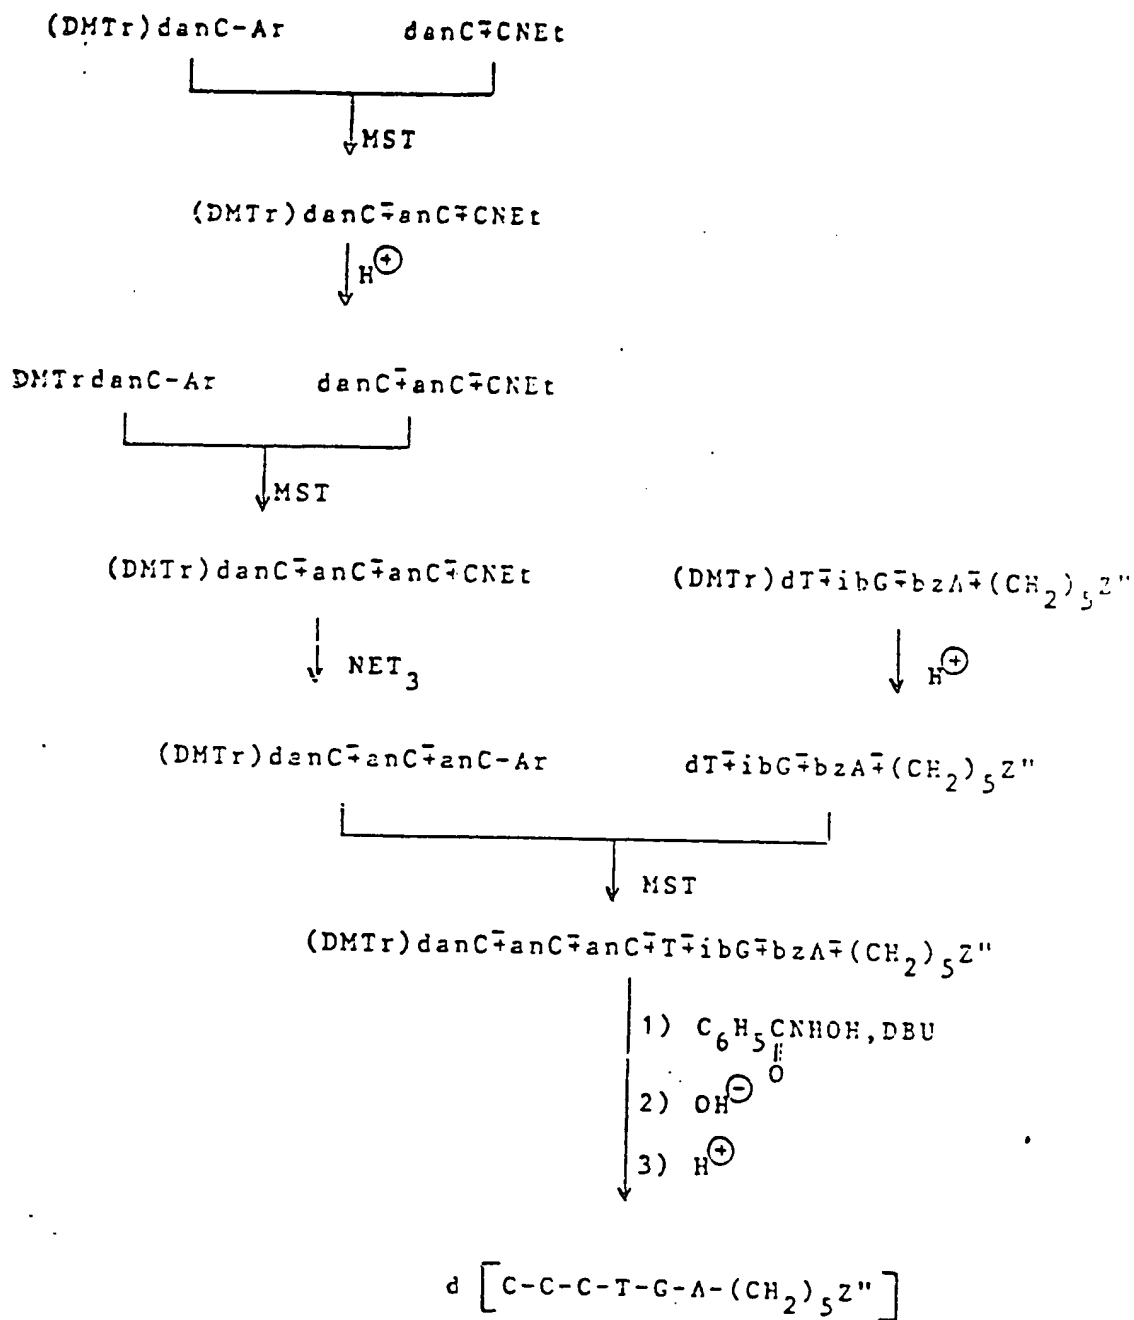 (DMTr)danC-Ar danC∓CNEt
MST
(DMTr)danC∓anC∓CNEt
H⊕
DMTrdanC-Ar danC∓anC∓CNEt
MST
(DMTr)danC∓anC∓anC∓CNEt (DMTr)dT∓ibG∓bzA∓(CH₂)₅Z"
NET₃ H⊕
(DMTr)danC∓anC∓anC-Ar dT∓ibG∓bzA∓(CH₂)₅Z"
MST
(DMTr)danC∓anC∓anC∓T∓ibG∓bzA∓(CH₂)₅Z"
1) C₆H₅CNHOH,DBU
O
2) OH⊖
3) H⊕
d [C-C-C-T-G-A-(CH₂)₅Z"]